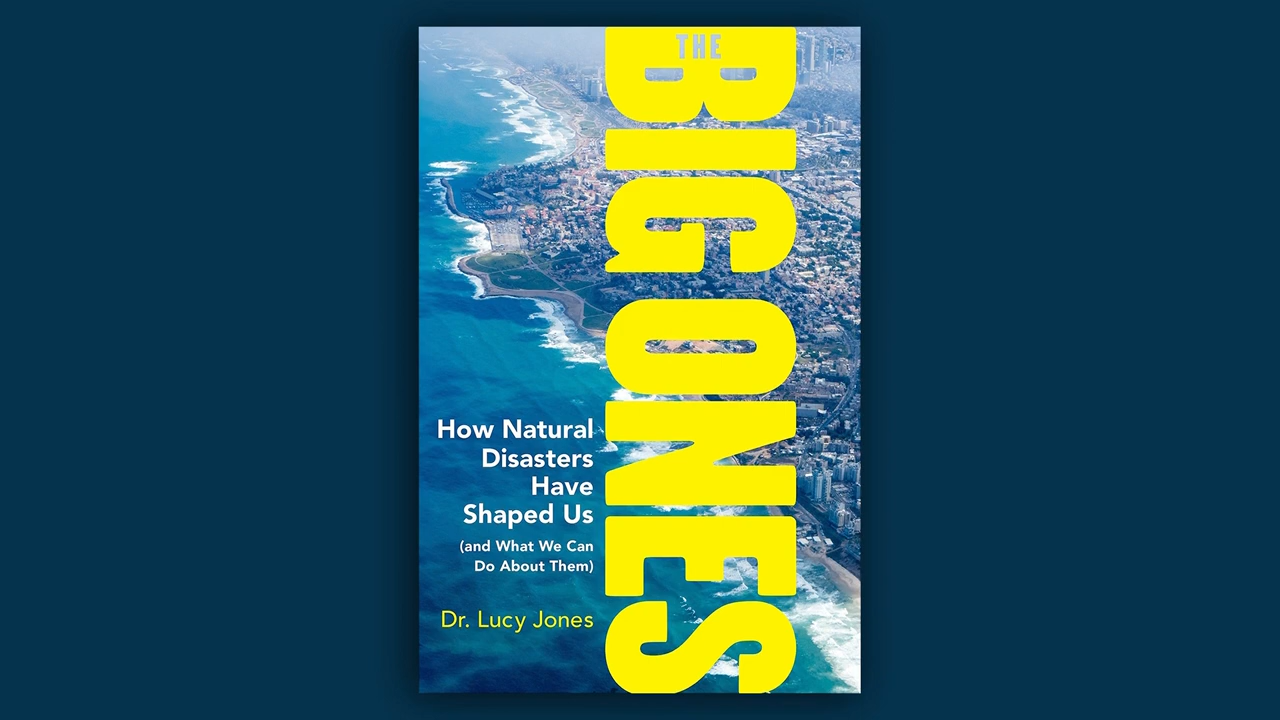 THE
BIG ONES
How Natural
Disasters
Have
Shaped Us
(and What We Can
Do About Them)
Dr. Lucy Jones